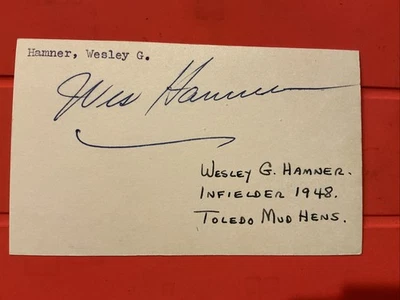 Hamner, Wesley G.
Wes Hamner
WESLEY G. HAMNER.
INFIELDER 1948.
TOLEDO MUD HENS.